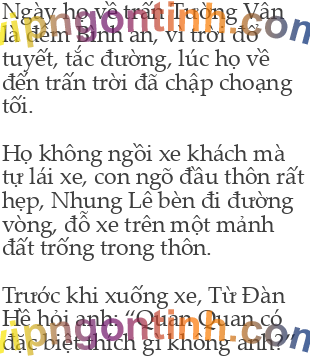 Ngày họ về trấn Trường Vân
là đêm Bình an, vì trời đổ
tuyết, tắc đường, lúc họ về
đến trấn trời đã chập choạng
tối.
Họ không ngồi xe khách mà
tự lái xe, con ngõ đầu thôn rất
hẹp, Nhung Lê bèn đi đường
vòng, đỗ xe trên một mảnh
đất trống trong thôn.
Trước khi xuống xe, Từ Đàn
Hề hỏi anh: “Quan Quan có
đặc biệt thích gì không anh?”
vipngontinh.com
vipngontinh.com